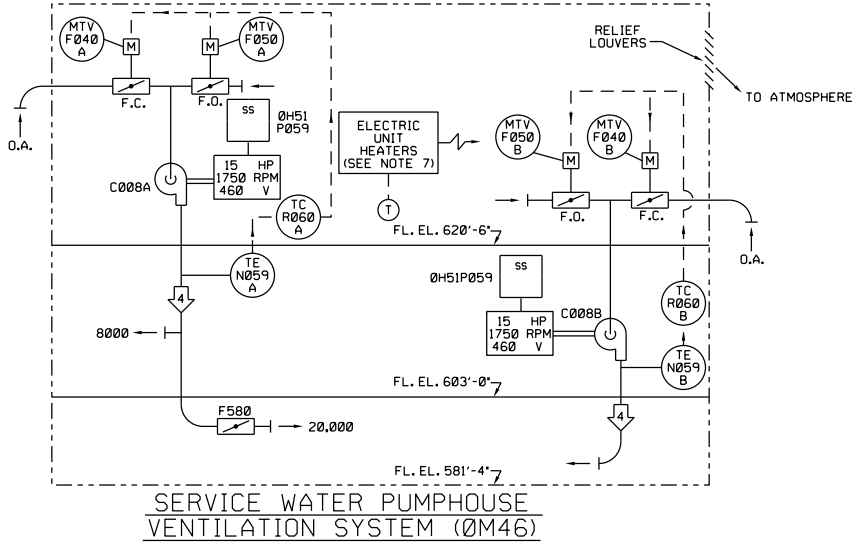 MTV
F040
A
MTV
F050
A
M
M
F.C.
F.O.
O.A.
SS
ØH51
P059
15 HP
1750 RPM
460 V
C008A
TC
R060
A
TE
N059
A
4
8000
F580
20,000
ELECTRIC
UNIT
HEATERS
(SEE NOTE 7)
T
RELIEF
LOUVERS
TO ATMOSPHERE
MTV
F050
B
MTV
F040
B
M
M
F.O.
F.C.
O.A.
FL. EL. 620'-6"
SS
ØH51P059
15 HP
1750 RPM
460 V
C008B
TC
R060
B
TE
N059
B
FL. EL. 603'-0"
4
FL. EL. 581'-4"
SERVICE WATER PUMPHOUSE
VENTILATION SYSTEM (ØM46)